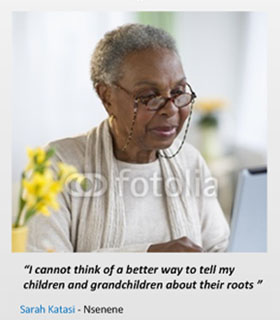 fotolia
“I cannot think of a better way to tell my
children and grandchildren about their roots ”
Sarah Katasi - Nsenene